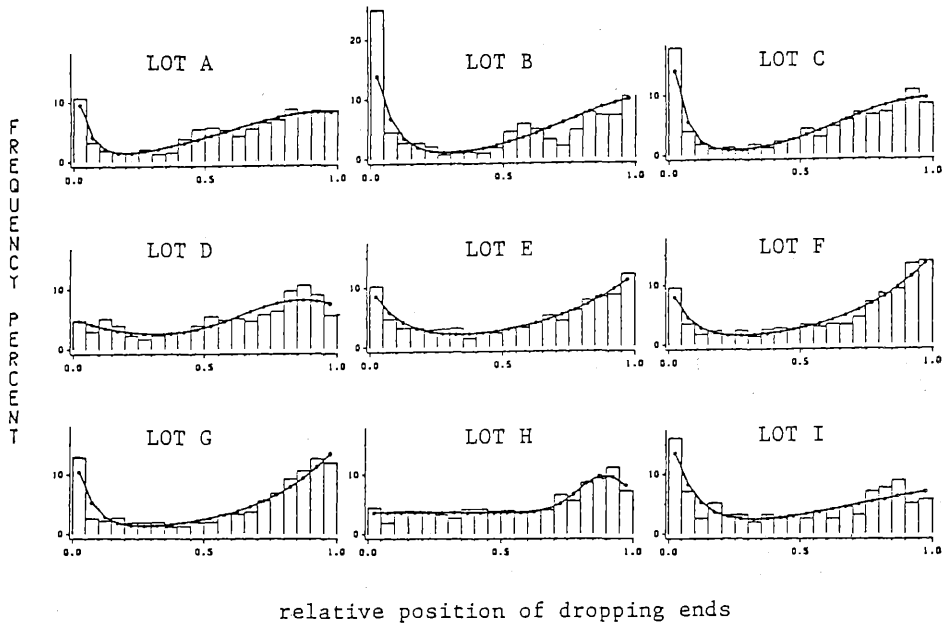 FREQUENCY PERCENT
LOT A
10
0
0.0 0.5 1.0
LOT B
20
10
0
0.0 0.5 1.0
LOT C
10
0
0.0 0.5 1.0
LOT D
10
0
0.0 0.5 1.0
LOT E
10
0
0.0 0.5 1.0
LOT F
10
0
0.0 0.5 1.0
LOT G
10
0
0.0 0.5 1.0
LOT H
10
0
0.0 0.5 1.0
LOT I
10
0
0.0 0.5 1.0
relative position of dropping ends